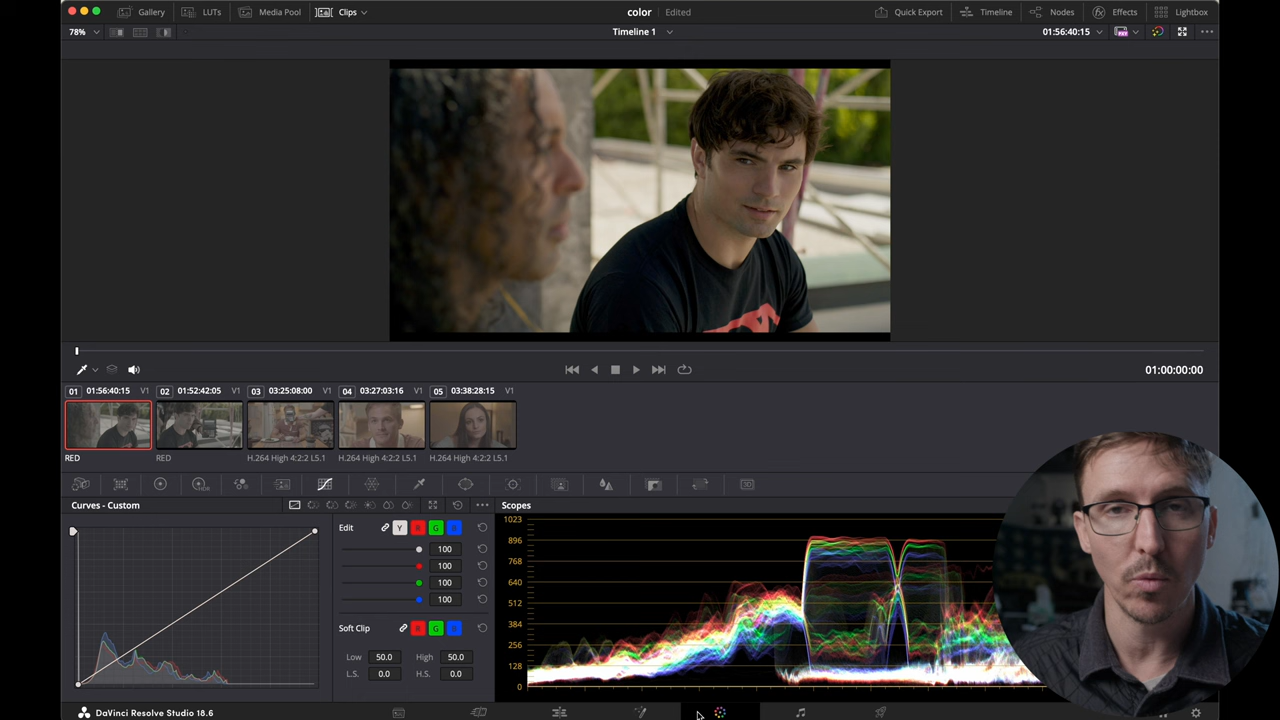 Gallery LUTs Media Pool Clips color Edited Quick Export Timeline Nodes Effects Lightbox
78% Timeline 1 01:56:40:15
01:00:00:00
01 01:56:40:15 V1 02 01:52:42:05 V1 03 03:25:08:00 V1 04 03:27:03:16 V1 05 03:38:28:15 V1
RED RED H.264 High 4:2:2 L5.1 H.264 High 4:2:2 L5.1 H.264 High 4:2:2 L5.1
Curves - Custom Scopes
Edit Y R G B
100
100
100
100
Soft Clip R G B
Low 50.0 High 50.0
L.S. 0.0 H.S. 0.0
1023
896
768
640
512
384
256
128
0
DaVinci Resolve Studio 18.6